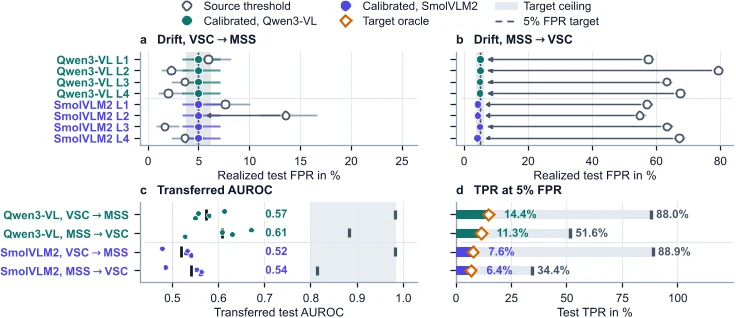 Source threshold
Calibrated, SmolVLM2
Target ceiling
Calibrated, Qwen3-VL
Target oracle
5% FPR target
a Drift, VSC → MSS
Qwen3-VL L1
Qwen3-VL L2
Qwen3-VL L3
Qwen3-VL L4
SmolVLM2 L1
SmolVLM2 L2
SmolVLM2 L3
SmolVLM2 L4
0 5 10 15 20 25
Realized test FPR in %
b Drift, MSS → VSC
0 20 40 60 80
Realized test FPR in %
c Transferred AUROC
Qwen3-VL, VSC → MSS 0.57
Qwen3-VL, MSS → VSC 0.61
SmolVLM2, VSC → MSS 0.52
SmolVLM2, MSS → VSC 0.54
0.5 0.6 0.7 0.8 0.9 1.0
Transferred test AUROC
d TPR at 5% FPR
14.4% 88.0%
11.3% 51.6%
7.6% 88.9%
6.4% 34.4%
0 25 50 75 100
Test TPR in %